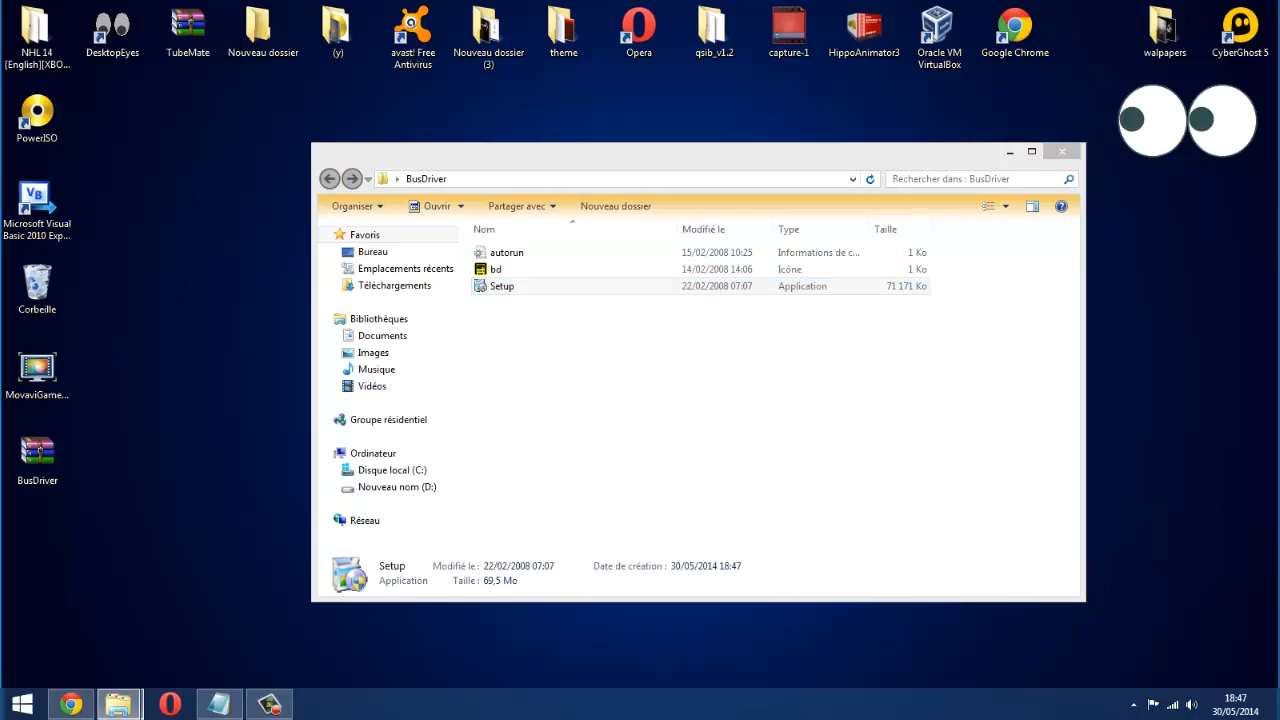 NHL 14
[English][XBO...
DesktopEyes
TubeMate
Nouveau dossier
(y)
avast! Free
Antivirus
Nouveau dossier
(3)
theme
Opera
qsib_v1.2
capture-1
HippoAnimator3
Oracle VM
VirtualBox
Google Chrome
walpapers
CyberGhost 5
PowerISO
Microsoft Visual
Basic 2010 Exp...
Corbeille
MovaviGame...
BusDriver
BusDriver
Rechercher dans : BusDriver
Organiser
Ouvrir
Partager avec
Nouveau dossier
Favoris
Bureau
Emplacements récents
Téléchargements
Bibliothèques
Documents
Images
Musique
Vidéos
Groupe résidentiel
Ordinateur
Disque local (C:)
Nouveau nom (D:)
Réseau
Nom Modifié le Type Taille
autorun 15/02/2008 10:25 Informations de c... 1 Ko
bd 14/02/2008 14:06 Icône 1 Ko
Setup 22/02/2008 07:07 Application 71 171 Ko
Setup Modifié le : 22/02/2008 07:07 Date de création : 30/05/2014 18:47
Application Taille : 69,5 Mo
18:47
30/05/2014